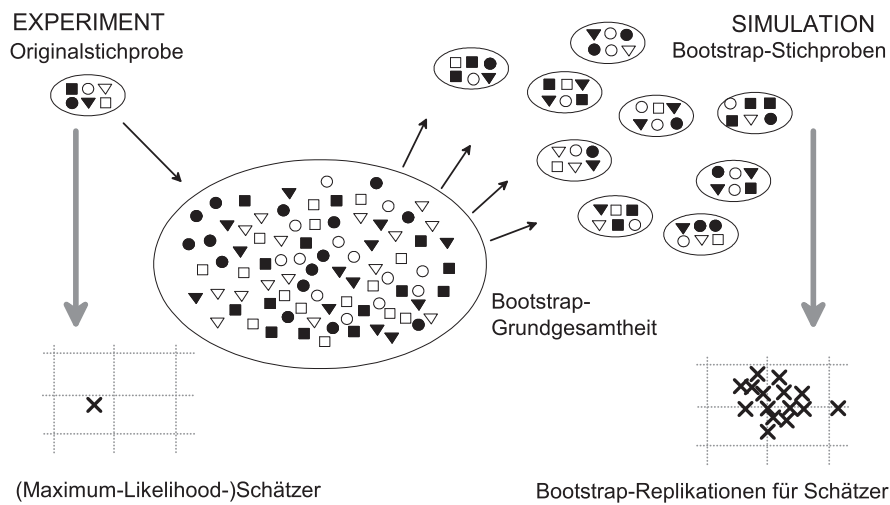 EXPERIMENT
Originalstichprobe
SIMULATION
Bootstrap-Stichproben
Bootstrap-
Grundgesamtheit
(Maximum-Likelihood-)Schätzer
Bootstrap-Replikationen für Schätzer